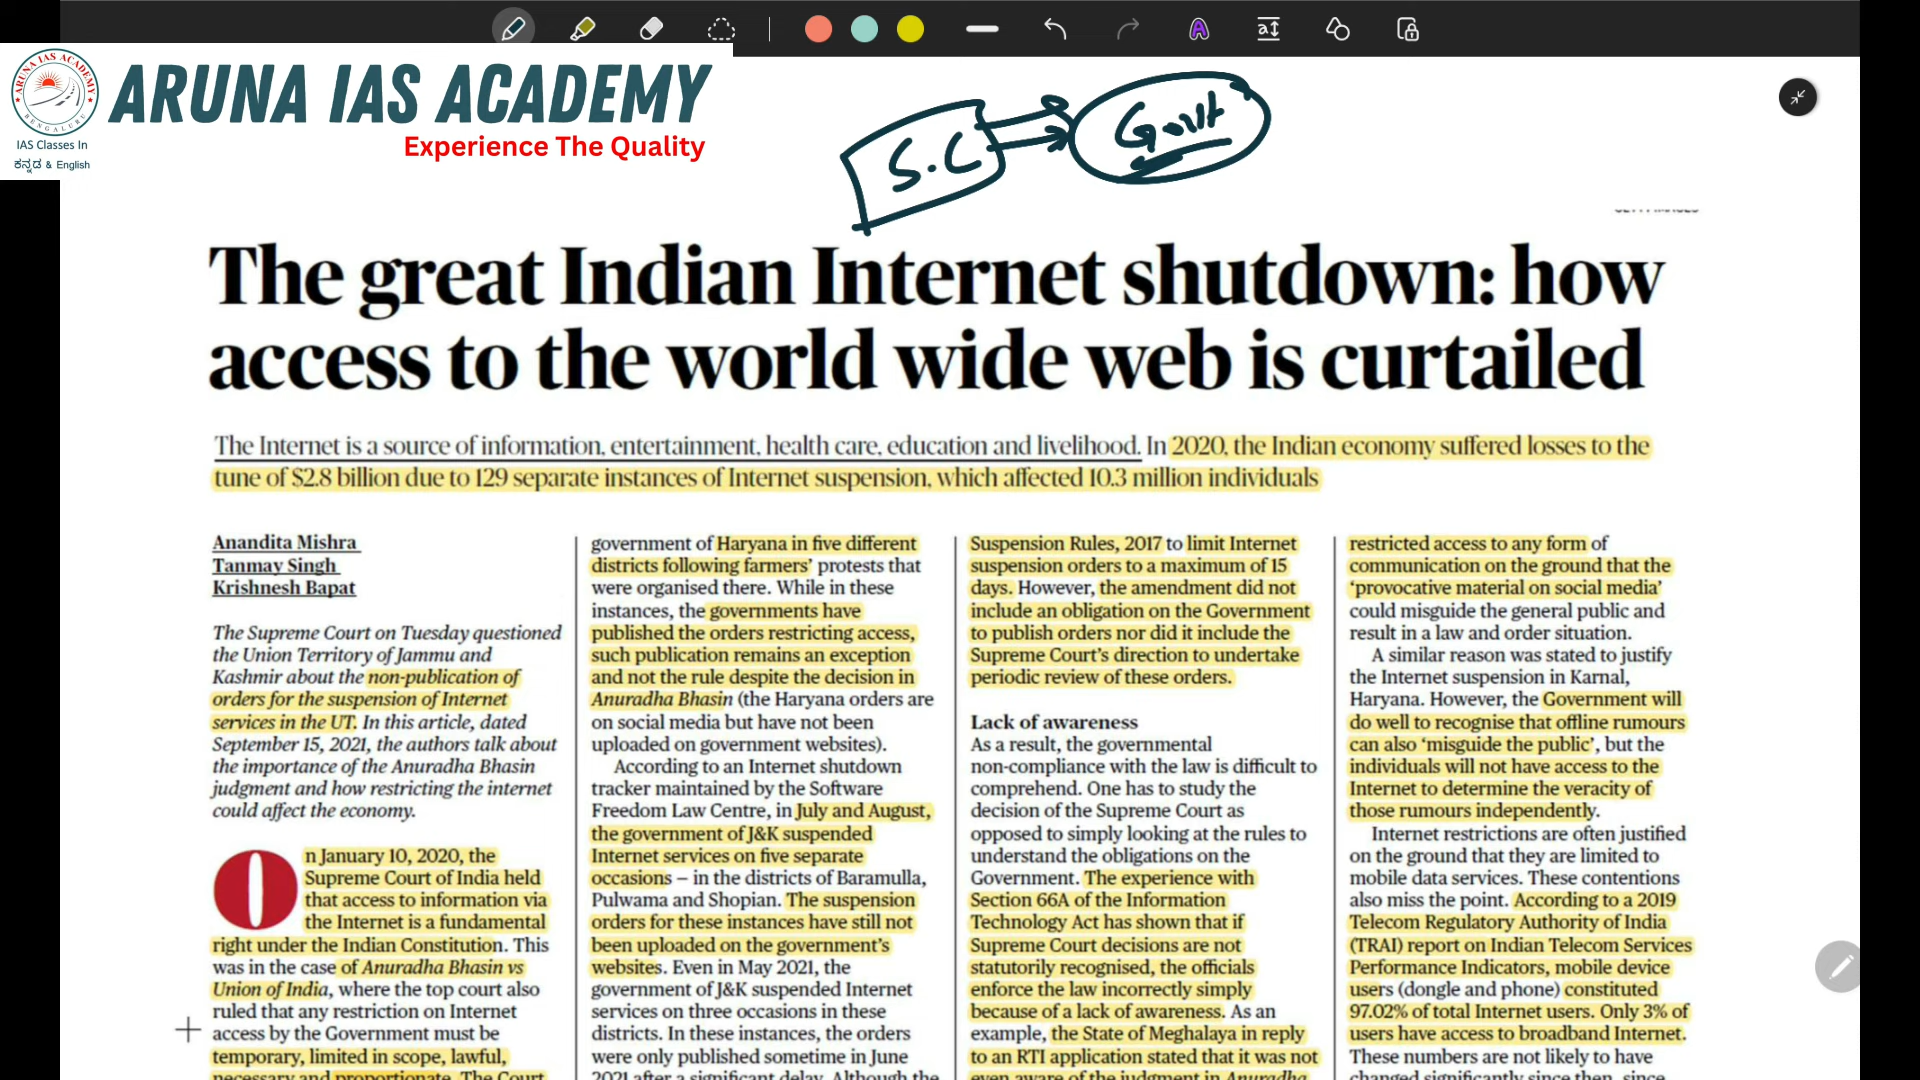 ARUNA IAS ACADEMY
Experience The Quality
ARUNA IAS ACADEMY
BENGALURU
IAS Classes In
ಕನ್ನಡ & English
S.C
Govt
The great Indian Internet shutdown: how
access to the world wide web is curtailed
The Internet is a source of information, entertainment, health care, education and livelihood. In 2020, the Indian economy suffered losses to the
tune of $2.8 billion due to 129 separate instances of Internet suspension, which affected 10.3 million individuals
Anandita Mishra
Tanmay Singh
Krishnesh Bapat
The Supreme Court on Tuesday questioned
the Union Territory of Jammu and
Kashmir about the non-publication of
orders for the suspension of Internet
services in the UT. In this article, dated
September 15, 2021, the authors talk about
the importance of the Anuradha Bhasin
judgment and how restricting the internet
could affect the economy.
On January 10, 2020, the
Supreme Court of India held
that access to information via
the Internet is a fundamental
right under the Indian Constitution. This
was in the case of Anuradha Bhasin vs
Union of India, where the top court also
ruled that any restriction on Internet
access by the Government must be
temporary, limited in scope, lawful,
necessary and proportionate. The Court
government of Haryana in five different
districts following farmers’ protests that
were organised there. While in these
instances, the governments have
published the orders restricting access,
such publication remains an exception
and not the rule despite the decision in
Anuradha Bhasin (the Haryana orders are
on social media but have not been
uploaded on government websites).
According to an Internet shutdown
tracker maintained by the Software
Freedom Law Centre, in July and August,
the government of J&K suspended
Internet services on five separate
occasions – in the districts of Baramulla,
Pulwama and Shopian. The suspension
orders for these instances have still not
been uploaded on the government’s
websites. Even in May 2021, the
government of J&K suspended Internet
services on three occasions in these
districts. In these instances, the orders
were only published sometime in June
2021 after a significant delay. Although the
Suspension Rules, 2017 to limit Internet
suspension orders to a maximum of 15
days. However, the amendment did not
include an obligation on the Government
to publish orders nor did it include the
Supreme Court’s direction to undertake
periodic review of these orders.
Lack of awareness
As a result, the governmental
non-compliance with the law is difficult to
comprehend. One has to study the
decision of the Supreme Court as
opposed to simply looking at the rules to
understand the obligations on the
Government. The experience with
Section 66A of the Information
Technology Act has shown that if
Supreme Court decisions are not
statutorily recognised, the officials
enforce the law incorrectly simply
because of a lack of awareness. As an
example, the State of Meghalaya in reply
to an RTI application stated that it was not
even aware of the judgment in Anuradha
restricted access to any form of
communication on the ground that the
‘provocative material on social media’
could misguide the general public and
result in a law and order situation.
A similar reason was stated to justify
the Internet suspension in Karnal,
Haryana. However, the Government will
do well to recognise that offline rumours
can also ‘misguide the public’, but the
individuals will not have access to the
Internet to determine the veracity of
those rumours independently.
Internet restrictions are often justified
on the ground that they are limited to
mobile data services. These contentions
also miss the point. According to a 2019
Telecom Regulatory Authority of India
(TRAI) report on Indian Telecom Services
Performance Indicators, mobile device
users (dongle and phone) constituted
97.02% of total Internet users. Only 3% of
users have access to broadband Internet.
These numbers are not likely to have
changed significantly since then, since